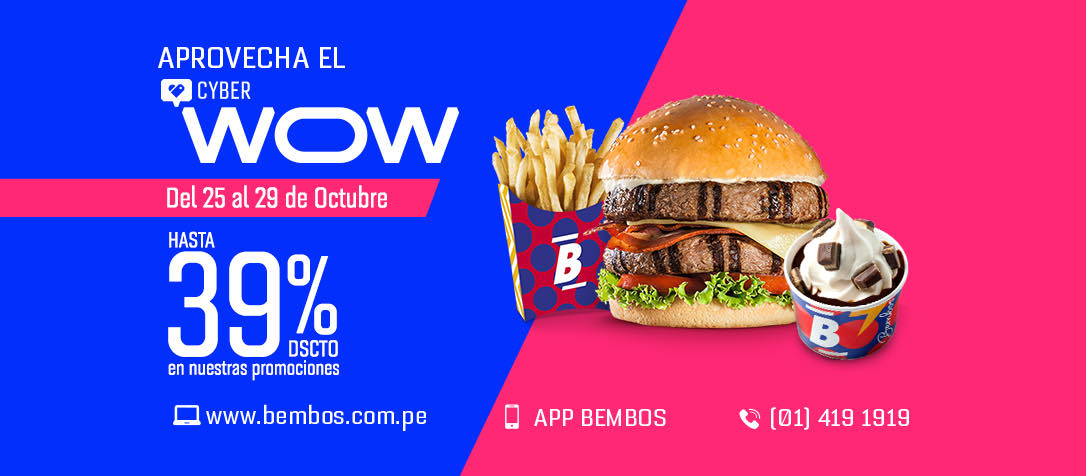 APROVECHA EL
CYBER
WOW
Del 25 al 29 de Octubre
HASTA
39%
DSCTO
en nuestras promociones
B
B
Bembos
www.bembos.com.pe
APP BEMBOS
(01) 419 1919